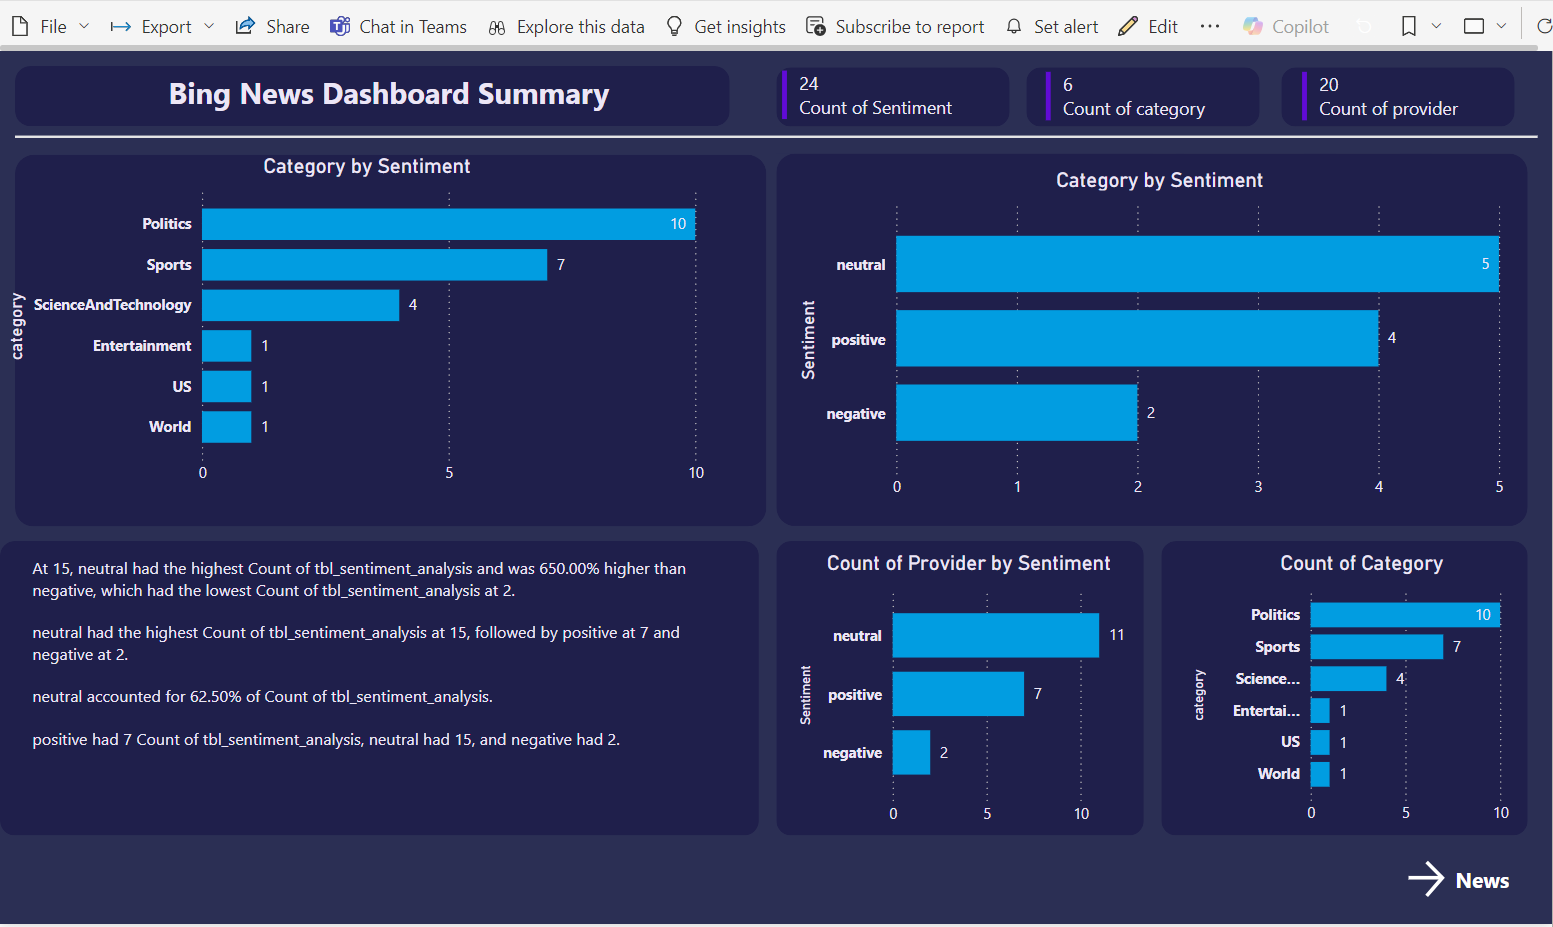 File
Export
Share
Chat in Teams
Explore this data
Get insights
Subscribe to report
Set alert
Edit
Copilot
Bing News Dashboard Summary
24
Count of Sentiment
6
Count of category
20
Count of provider
Category by Sentiment
category
Politics 10
Sports 7
ScienceAndTechnology 4
Entertainment 1
US 1
World 1
0 5 10
Category by Sentiment
Sentiment
neutral 5
positive 4
negative 2
0 1 2 3 4 5
At 15, neutral had the highest Count of tbl_sentiment_analysis and was 650.00% higher than
negative, which had the lowest Count of tbl_sentiment_analysis at 2.
neutral had the highest Count of tbl_sentiment_analysis at 15, followed by positive at 7 and
negative at 2.
neutral accounted for 62.50% of Count of tbl_sentiment_analysis.
positive had 7 Count of tbl_sentiment_analysis, neutral had 15, and negative had 2.
Count of Provider by Sentiment
Sentiment
neutral 11
positive 7
negative 2
0 5 10
Count of Category
category
Politics 10
Sports 7
Science... 4
Entertai... 1
US 1
World 1
0 5 10
News